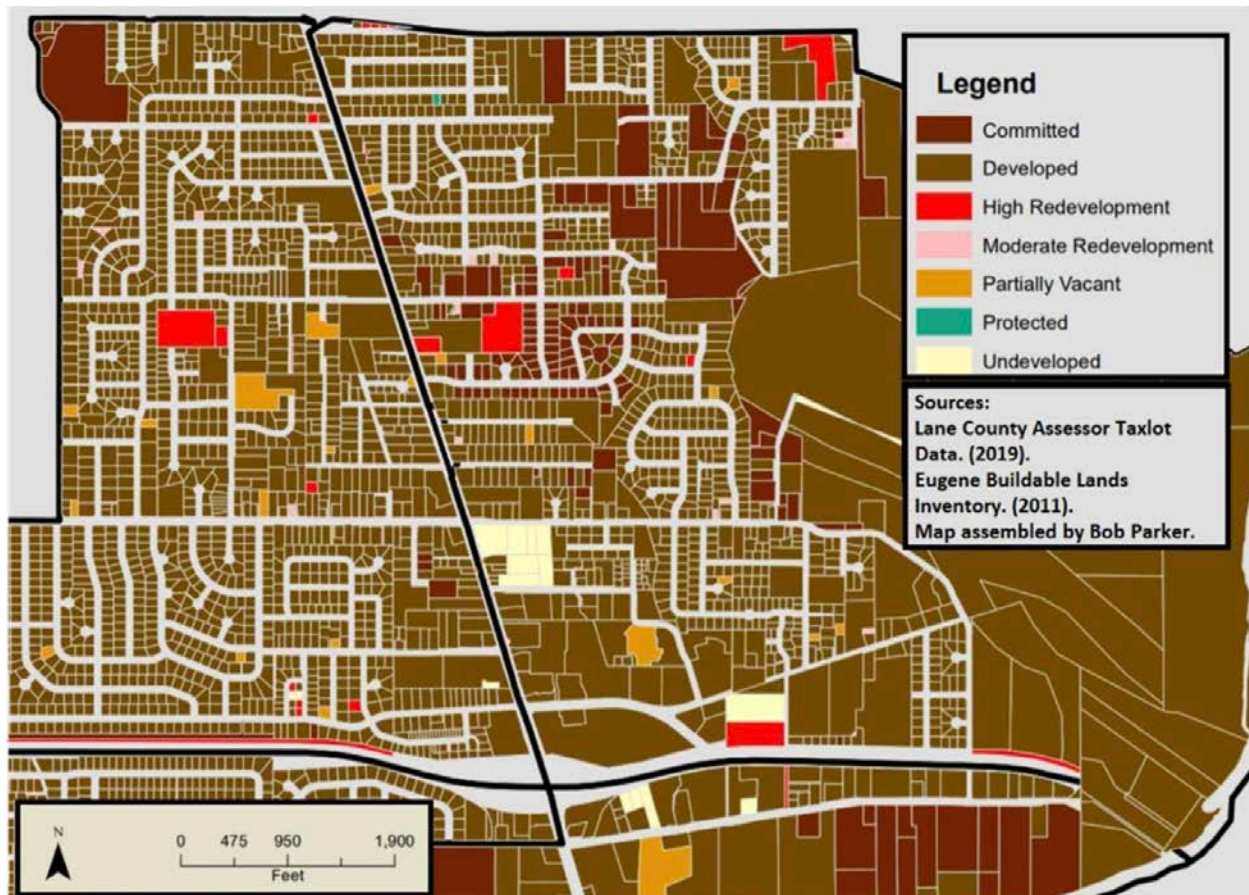 Legend
Committed
Developed
High Redevelopment
Moderate Redevelopment
Partially Vacant
Protected
Undeveloped
Sources:
Lane County Assessor Taxlot
Data. (2019).
Eugene Buildable Lands
Inventory. (2011).
Map assembled by Bob Parker.
N
0 475 950 1,900
Feet